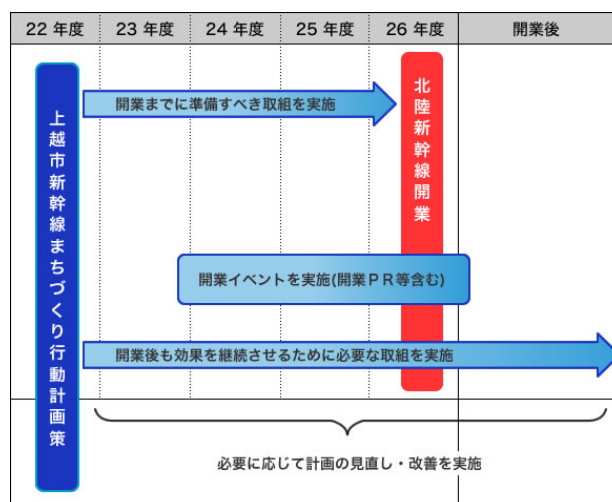 22 年度
23 年度
24 年度
25 年度
26 年度
開業後
上越市新幹線まちづくり行動計画策
開業までに準備すべき取組を実施
北陸新幹線開業
開業イベントを実施(開業ＰＲ等含む)
開業後も効果を継続させるために必要な取組を実施
必要に応じて計画の見直し・改善を実施